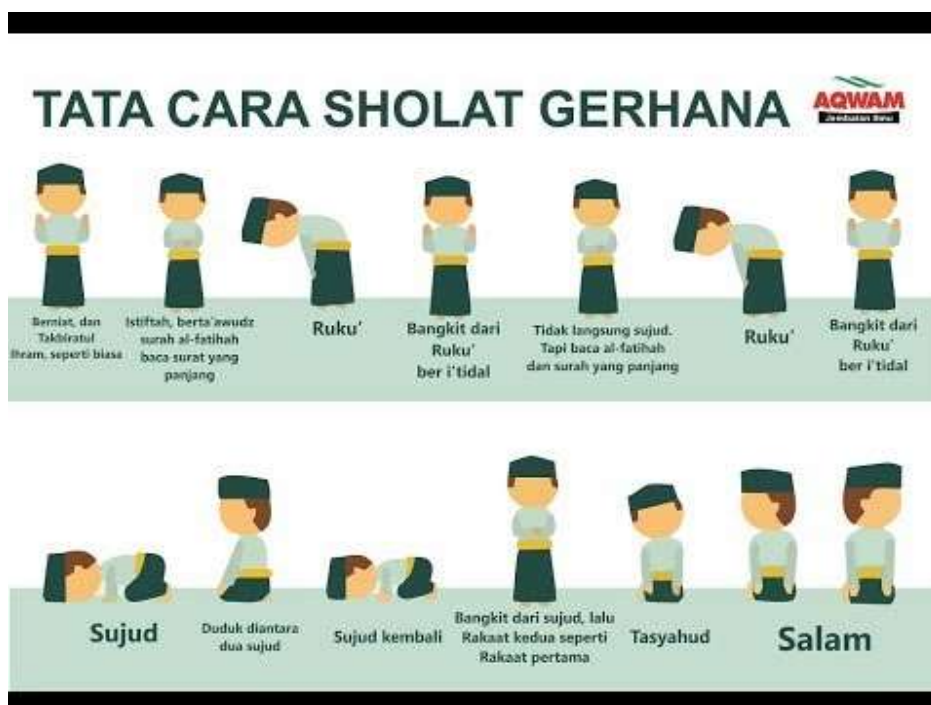 TATA CARA SHOLAT GERHANA
AQWAM
Jembatan Ilmu
Berniat, dan
Takbiratul
Ihram, seperti biasa
Istiftah, berta'awudz
surah al-fatihah
baca surat yang
panjang
Ruku'
Bangkit dari
Ruku'
ber i'tidal
Tidak langsung sujud.
Tapi baca al-fatihah
dan surah yang panjang
Ruku'
Bangkit dari
Ruku'
ber i'tidal
Sujud
Duduk diantara
dua sujud
Sujud kembali
Bangkit dari sujud, lalu
Rakaat kedua seperti
Rakaat pertama
Tasyahud
Salam